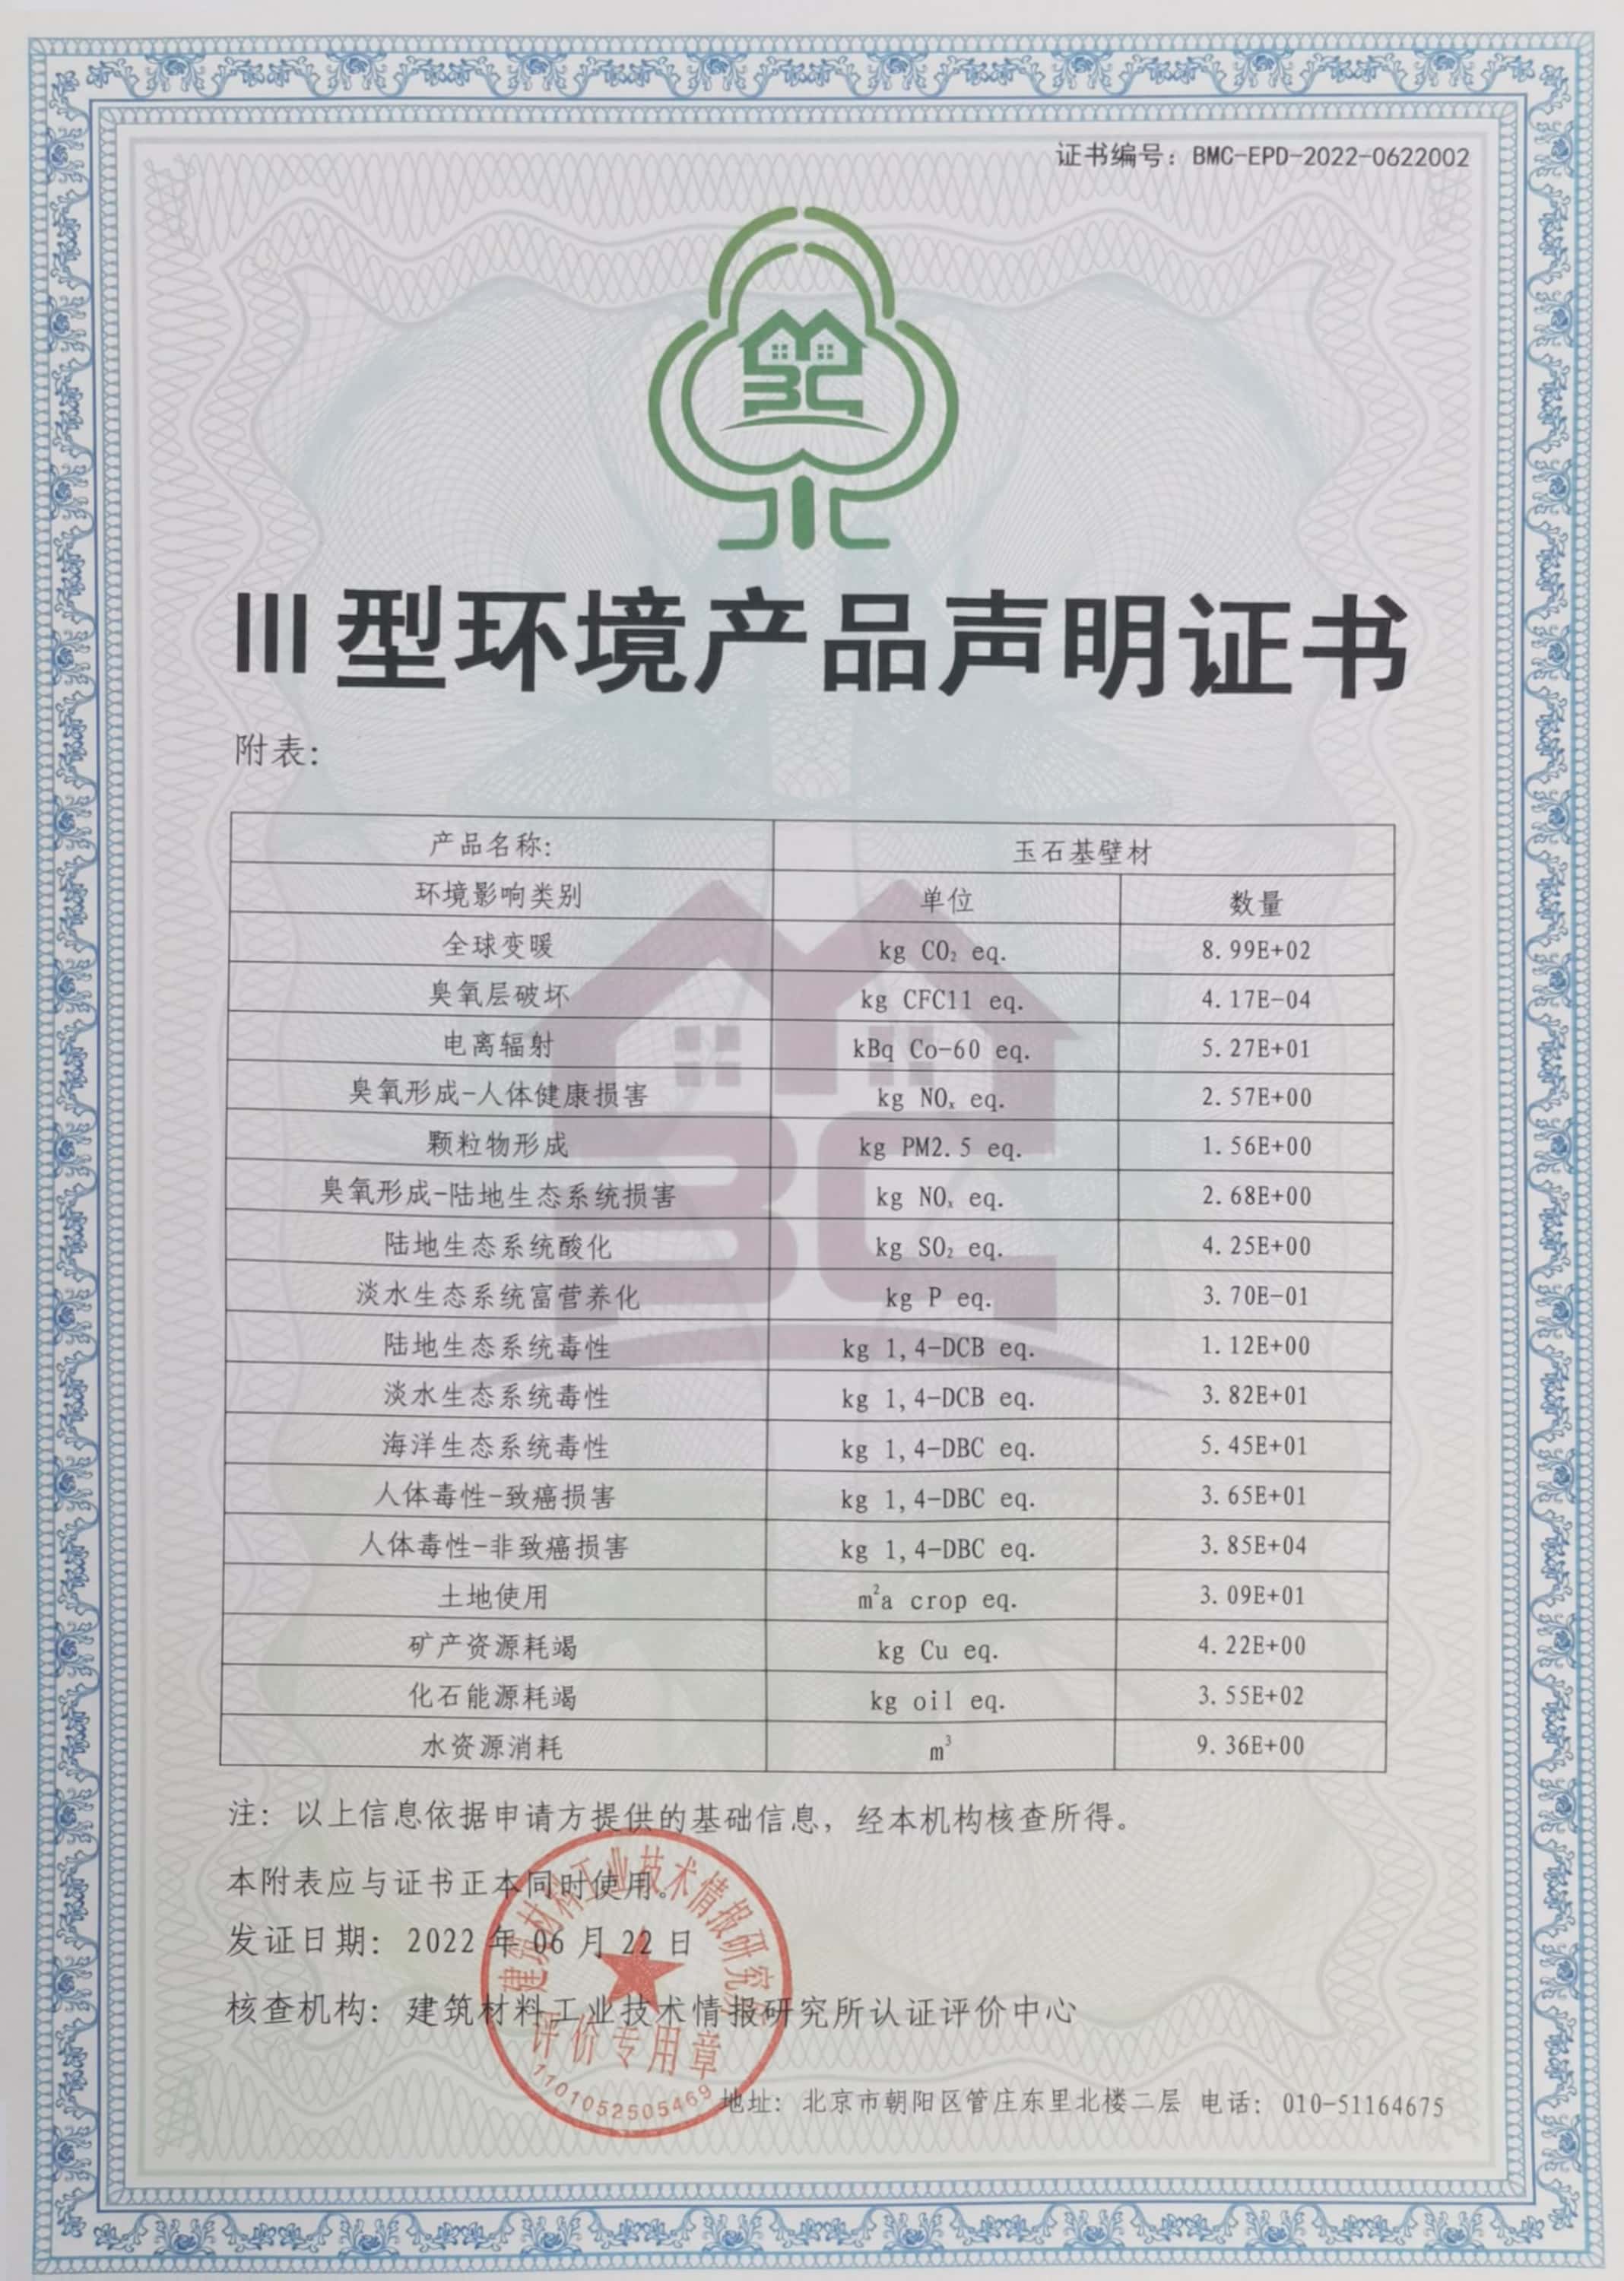 证书编号：BMC-EPD-2022-0622002
III型环境产品声明证书
附表：
产品名称： 玉石基壁材
环境影响类别 单位 数量
全球变暖 kg CO₂ eq. 8.99E+02
臭氧层破坏 kg CFC11 eq. 4.17E-04
电离辐射 kBq Co-60 eq. 5.27E+01
臭氧形成-人体健康损害 kg NOₓ eq. 2.57E+00
颗粒物形成 kg PM2.5 eq. 1.56E+00
臭氧形成-陆地生态系统损害 kg NOₓ eq. 2.68E+00
陆地生态系统酸化 kg SO₂ eq. 4.25E+00
淡水生态系统富营养化 kg P eq. 3.70E-01
陆地生态系统毒性 kg 1,4-DCB eq. 1.12E+00
淡水生态系统毒性 kg 1,4-DCB eq. 3.82E+01
海洋生态系统毒性 kg 1,4-DBC eq. 5.45E+01
人体毒性-致癌损害 kg 1,4-DBC eq. 3.65E+01
人体毒性-非致癌损害 kg 1,4-DBC eq. 3.85E+04
土地使用 m²a crop eq. 3.09E+01
矿产资源耗竭 kg Cu eq. 4.22E+00
化石能源耗竭 kg oil eq. 3.55E+02
水资源消耗 m³ 9.36E+00
注：以上信息依据申请方提供的基础信息，经本机构核查所得。
本附表应与证书正本同时使用。
发证日期：2022 年 06 月 22 日
核查机构：建筑材料工业技术情报研究所认证评价中心
建筑材料工业技术情报研究所
评价专用章
1101052505469
地址：北京市朝阳区管庄东里北楼二层 电话：010-51164675